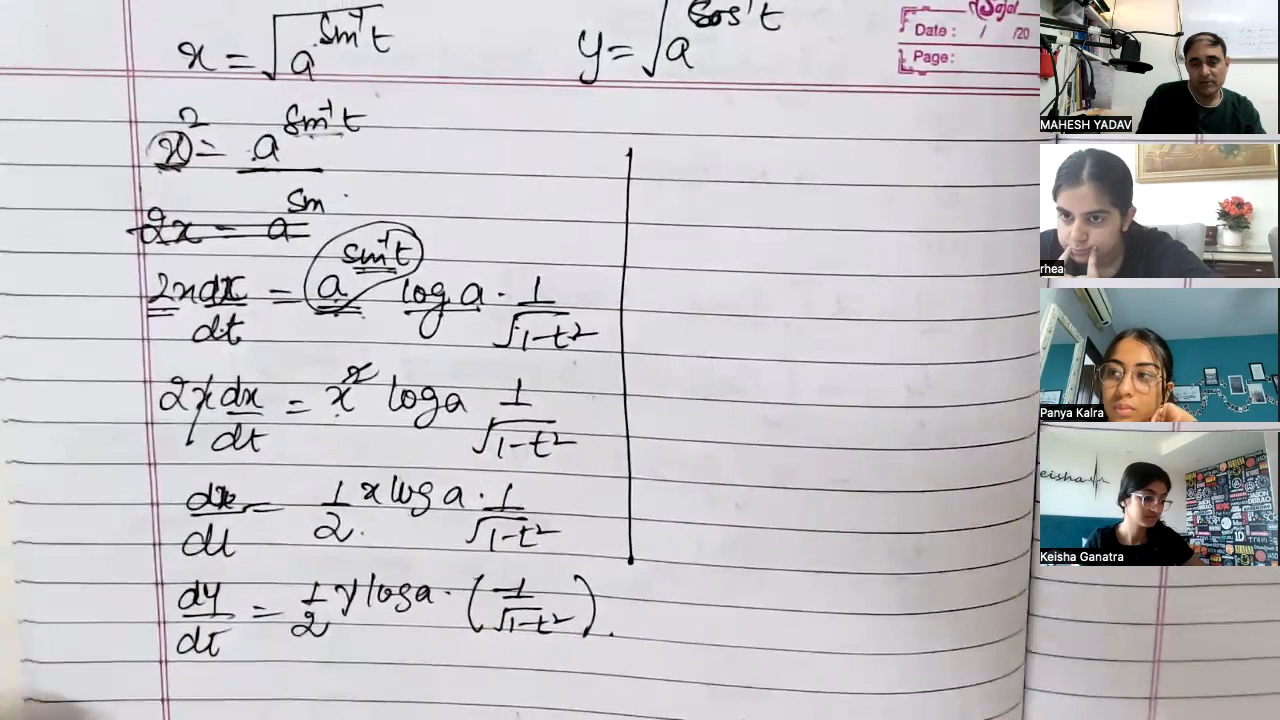 x = √a^sin⁻¹t
y = √a^cos⁻¹t
Sajal
Date : / /20
Page:
x² = a^sin⁻¹t
2x = a^sin
2x dx/dt = a^sin⁻¹t log a · 1/√1-t²
2x dx/dt = x² log a 1/√1-t²
dx/dt = 1/2 x log a · 1/√1-t²
dy/dt = 1/2 y log a · (1/√1-t²).
MAHESH YADAV
rhea
Panya Kalra
eisha
Keisha Ganatra